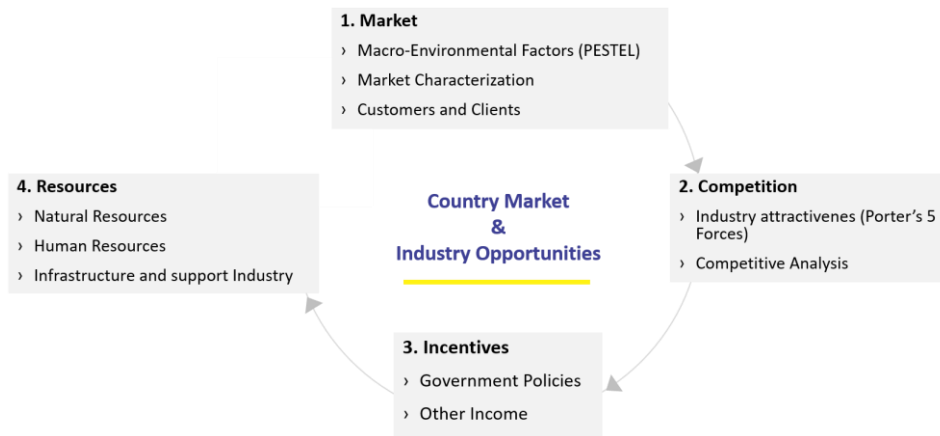 1. Market
› Macro-Environmental Factors (PESTEL)
› Market Characterization
› Customers and Clients
2. Competition
› Industry attractivenes (Porter's 5
Forces)
› Competitive Analysis
3. Incentives
› Government Policies
› Other Income
4. Resources
› Natural Resources
› Human Resources
› Infrastructure and support Industry
Country Market
&
Industry Opportunities